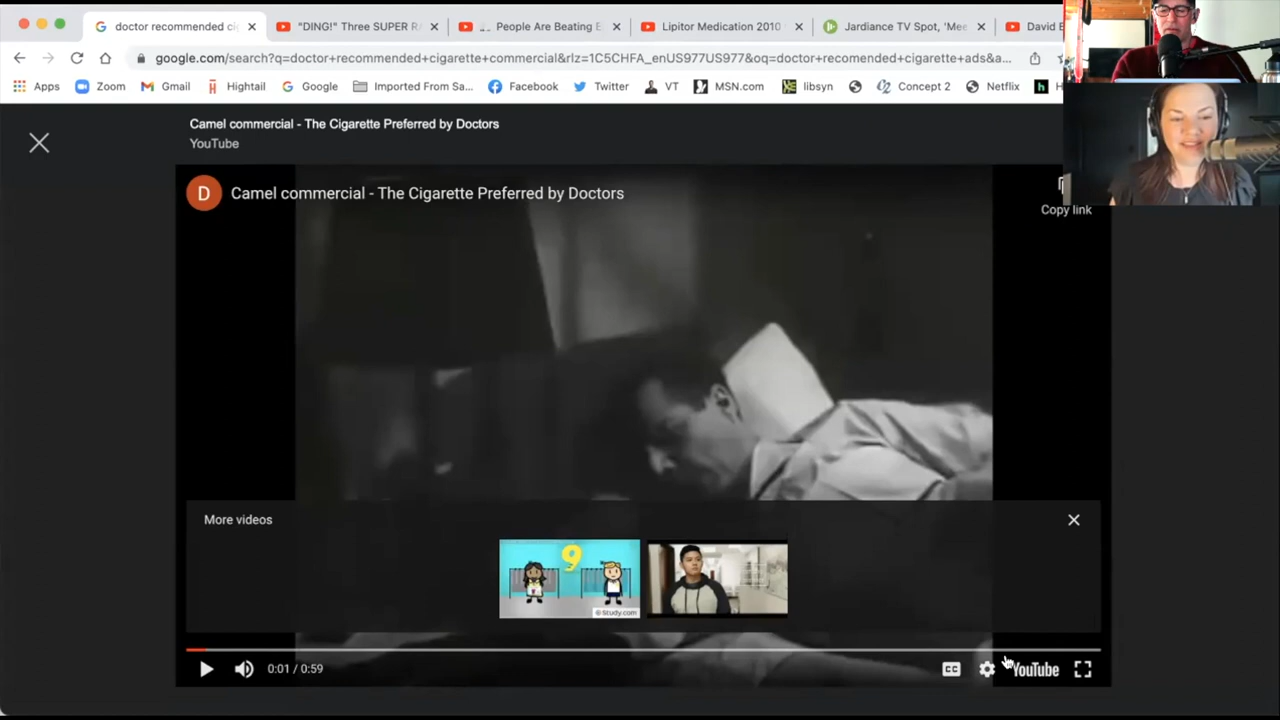 doctor recommended ci
"DING!" Three SUPER R
People Are Beating E
Lipitor Medication 2010
Jardiance TV Spot, 'Mee
David E
google.com/search?q=doctor+recommended+cigarette+commercial&rlz=1C5CHFA_enUS977US977&oq=doctor+recomended+cigarette+ads&a...
Apps
Zoom
Gmail
Hightail
Google
Imported From Sa...
Facebook
Twitter
VT
MSN.com
libsyn
Concept 2
Netflix
H
Camel commercial - The Cigarette Preferred by Doctors
YouTube
D
Camel commercial - The Cigarette Preferred by Doctors
Copy link
More videos
9
© Study.com
0:01 / 0:59
CC
YouTube